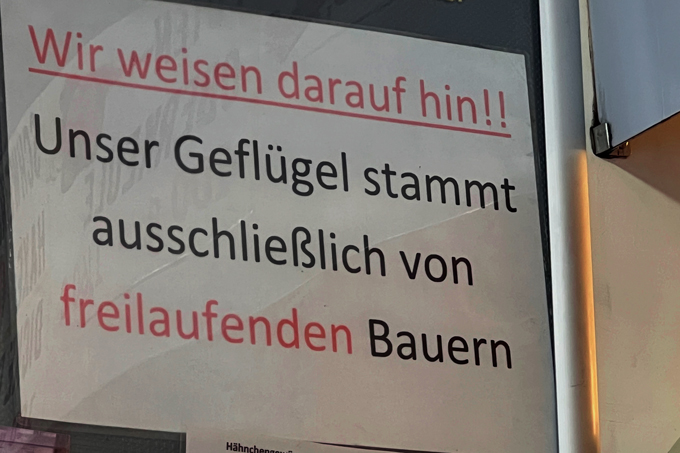 Wir weisen darauf hin!!
Unser Geflügel stammt
ausschließlich von
freilaufenden Bauern